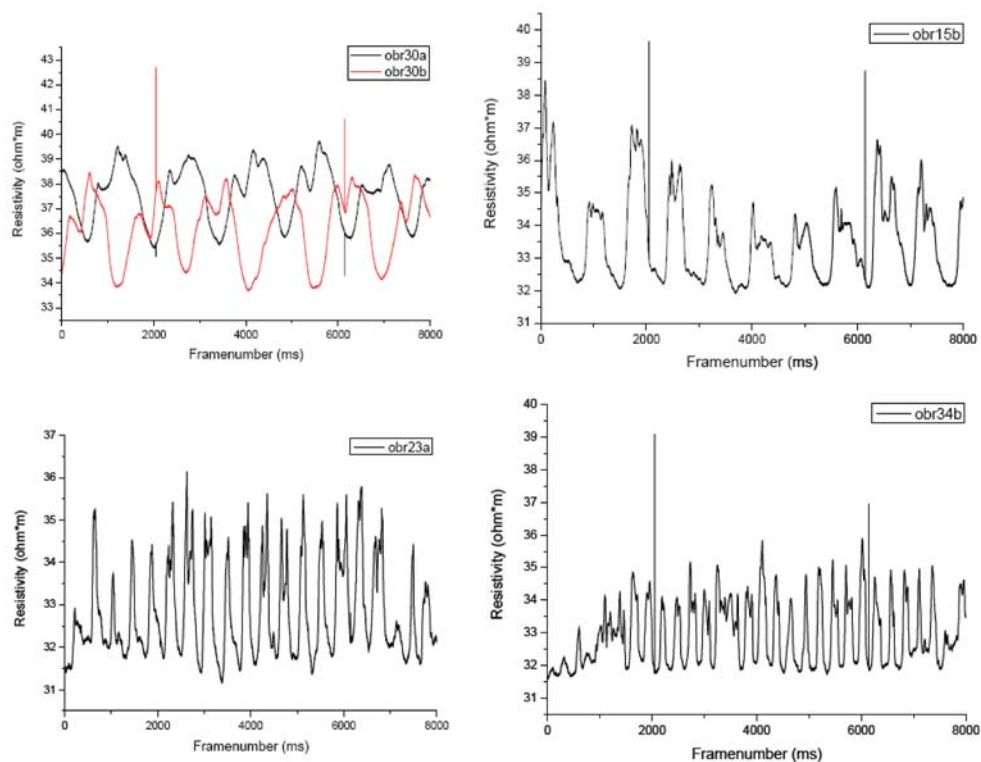 obr30a
obr30b
43
42
41
40
39
38
37
36
35
34
33
Resistivity (ohm*m)
0 2000 4000 6000 8000
Framenumber (ms)
obr15b
40
39
38
37
36
35
34
33
32
31
Resistivity (ohm*m)
0 2000 4000 6000 8000
Framenumber (ms)
obr23a
37
36
35
34
33
32
31
Resistivity (ohm*m)
0 2000 4000 6000 8000
Framenumber (ms)
obr34b
40
39
38
37
36
35
34
33
32
31
Resistivity (ohm*m)
0 2000 4000 6000 8000
Framenumber (ms)